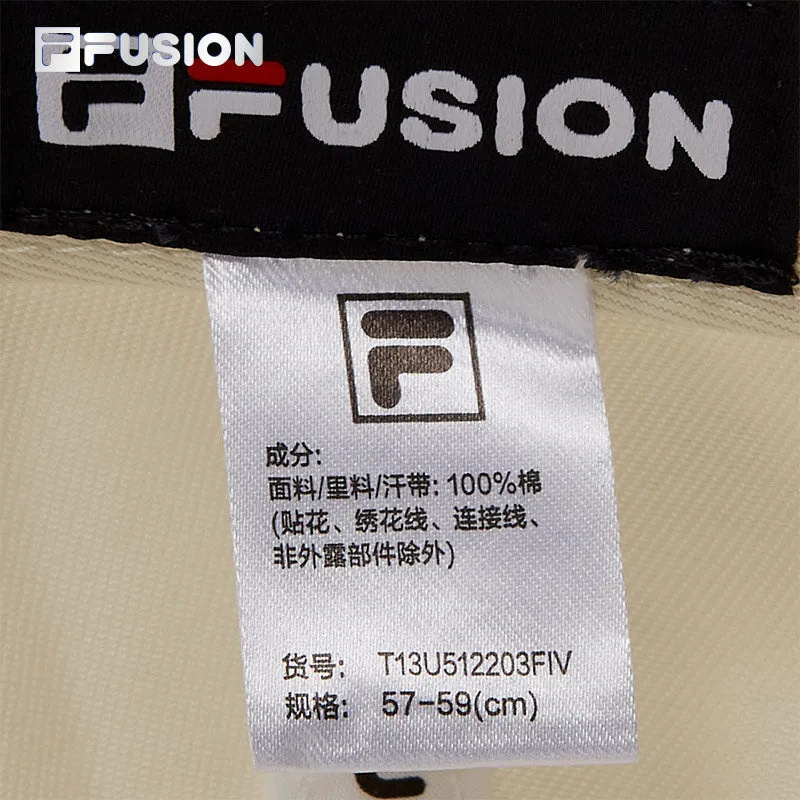 FUSION
FUSION
成分:
面料/里料/汗带: 100%棉
(贴花、绣花线、连接线、
非外露部件除外)
货号: T13U512203FIV
规格: 57-59(cm)